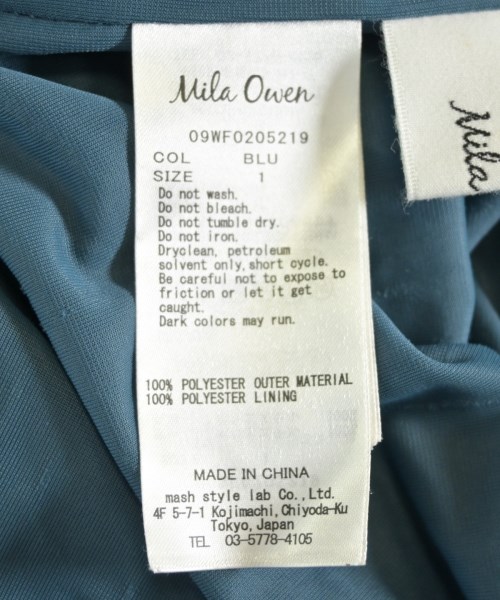 Mila Owen
09WF0205219
COL BLU
SIZE 1
Do not wash.
Do not bleach.
Do not tumble dry.
Do not iron.
Dryclean, petroleum
solvent only,short cycle.
Be careful not to expose to
friction or let it get
caught.
Dark colors may run.
100% POLYESTER OUTER MATERIAL
100% POLYESTER LINING
MADE IN CHINA
mash style lab Co.,Ltd.
4F 5-7-1 Kojimachi,Chiyoda-Ku
Tokyo,Japan
TEL 03-5778-4105
Mila